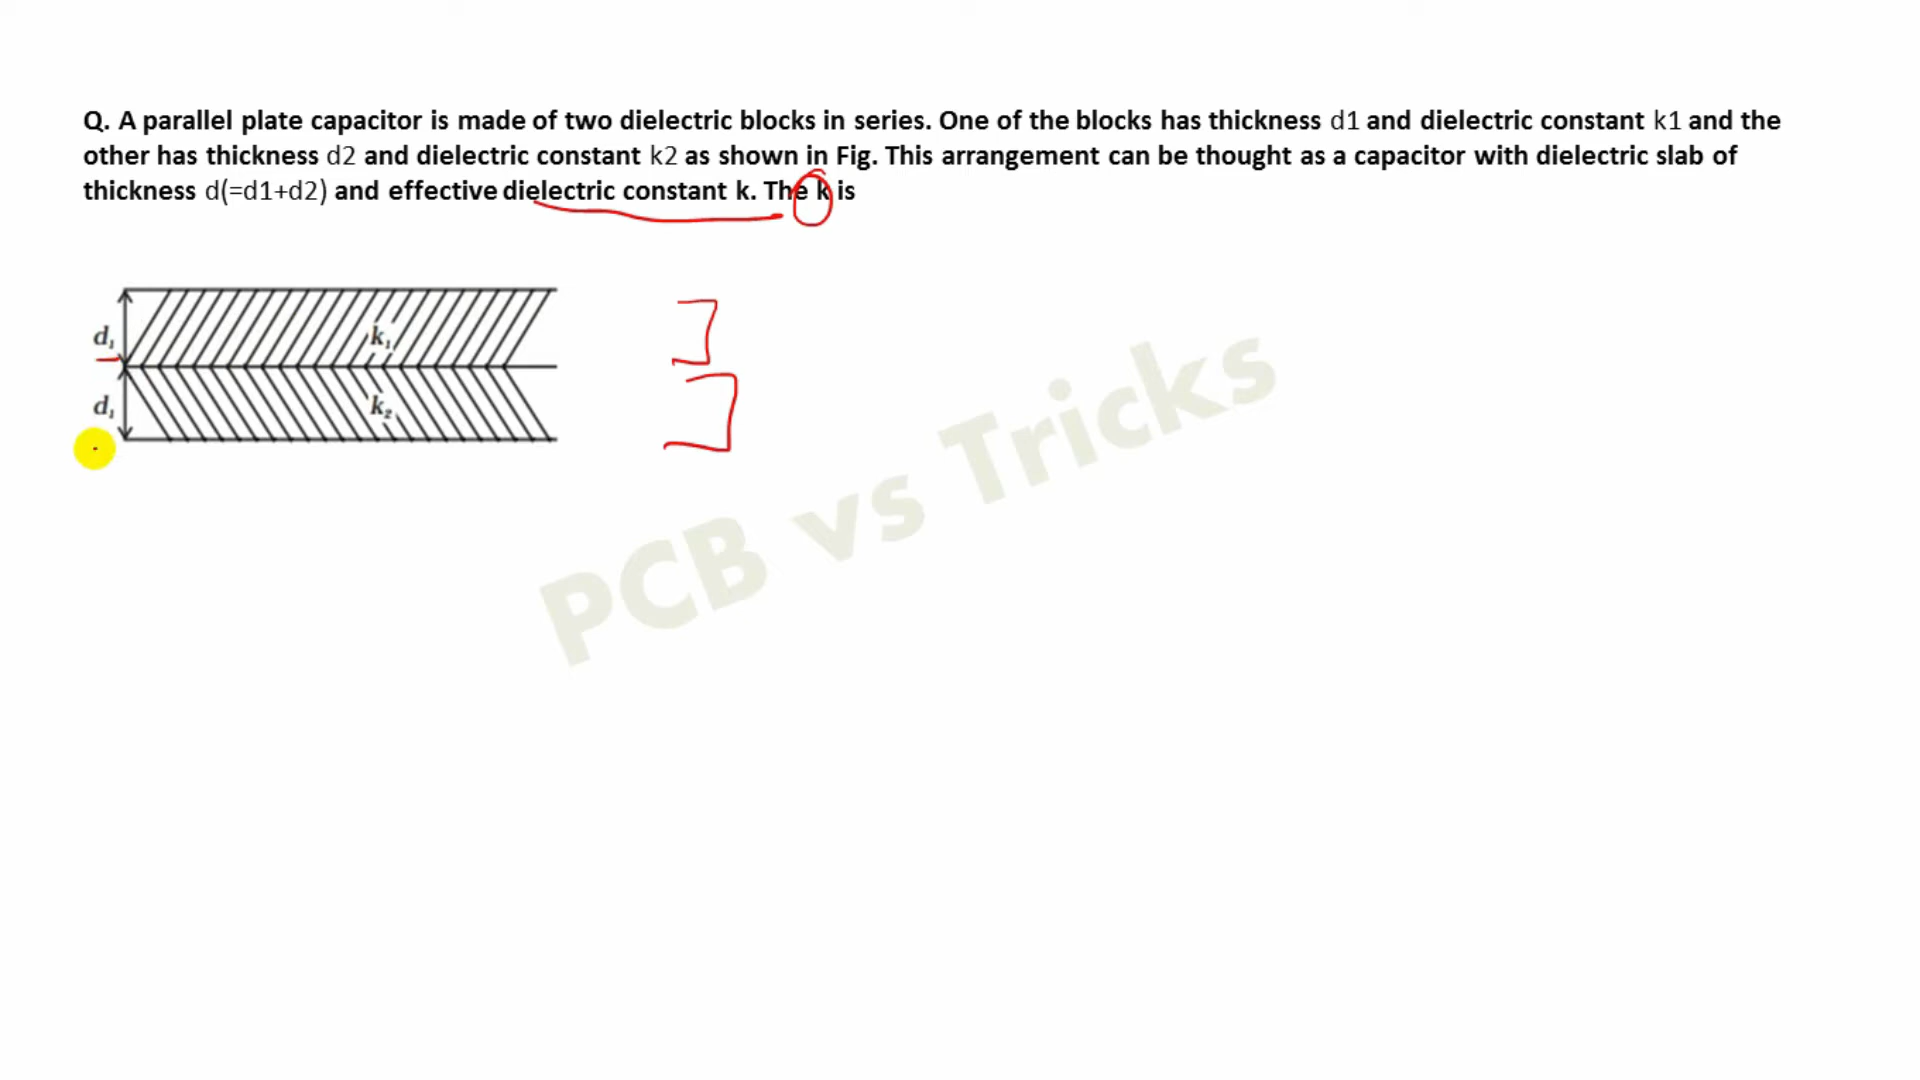 Q. A parallel plate capacitor is made of two dielectric blocks in series. One of the blocks has thickness d1 and dielectric constant k1 and the
other has thickness d2 and dielectric constant k2 as shown in Fig. This arrangement can be thought as a capacitor with dielectric slab of
thickness d(=d1+d2) and effective dielectric constant k. The k is
d₁
k₁
d₁
k₂
PCB vs Tricks